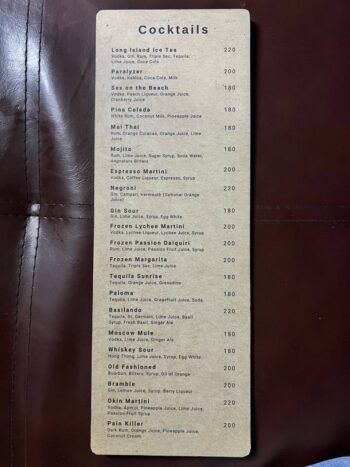 Cocktails
Long Island Ice Tea 220
Vodka, Gin, Rum, Triple Sec, Tequila,
Lime Juice, Coca Cola
Paralyzer 200
Vodka, Kahlua, Coca Cola, Milk
Sex on the Beach 180
Vodka, Peach Liqueur, Orange Juice,
Cranberry Juice
Pina Colada 180
White Rum, Coconut Milk, Pineapple Juice
Mai Thai 180
Rum, Orange Curacao, Orange Juice, Lime
Juice
Mojito 180
Rum, Lime Juice, Sugar Syrup, Soda Water,
Angnature Bitters
Espresso Martini 200
Vodka, Coffee Liqueur, Espresso, Syrup
Negroni 220
Gin, Campari, Vermouth (Optional Orange
Juice)
Gin Sour 180
Gin, Lime Juice, Syrup, Egg White
Frozen Lychee Martini 200
Vodka, Lychee Liqueur, Lychee Juice, Syrup
Frozen Passion Daiquiri 200
Rum, Lime Juice, Passion Fruit Juice, Syrup
Frozen Margarita 200
Tequila, Triple Sec, Lime Juice
Tequila Sunrise 180
Tequila, Orange Juice, Grenadine
Paloma 180
Tequila, Lime Juice, Grapefruit Juice, Soda
Basilando 220
Tequila, St. Germain, Lime Juice, Basil
Syrup, Fresh Basil, Ginger Ale
Moscow Mule 180
Vodka, Lime Juice, Ginger Ale
Whiskey Sour 180
Hong Thong, Lime Juice, Syrup, Egg White
Old Fashioned 200
Bourbon, Bitters, Syrup, Oil of Orange
Bramble 200
Gin, Lemon Juice, Syrup, Berry Liquor
Okin Martini 220
Vodka, Aperol, Pineapple Juice, Lime Juice,
Passion Fruit Syrup
Pain Killer 200
Dark Rum, Orange Juice, Pineapple Juice,
Coconut Cream